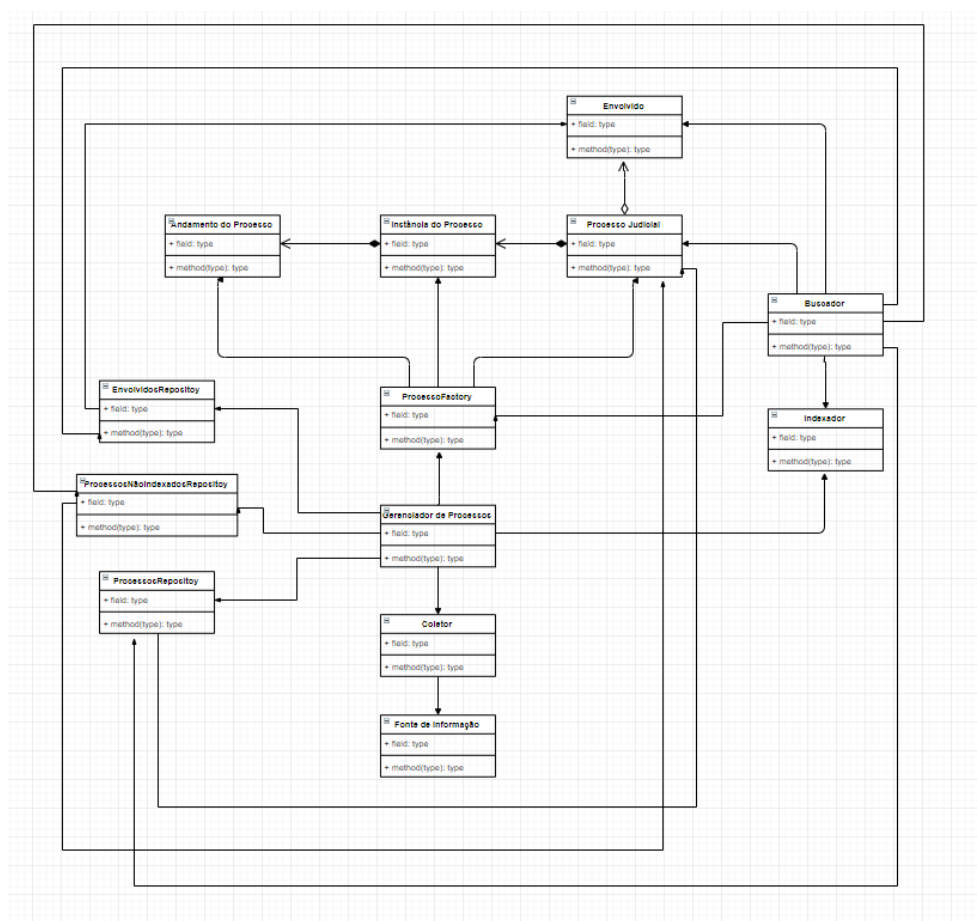 Envolvido
+ field: type
+ method(type): type
Andamento do Processo
+ field: type
+ method(type): type
Instância do Processo
+ field: type
+ method(type): type
Processo Judicial
+ field: type
+ method(type): type
Buscador
+ field: type
+ method(type): type
EnvolvidosRepositoy
+ field: type
+ method(type): type
ProcessoFactory
+ field: type
+ method(type): type
Indexador
+ field: type
+ method(type): type
ProcessosNãoIndexadosRepositoy
+ field: type
+ method(type): type
Gerenciador de Processos
+ field: type
+ method(type): type
ProcessosRepositoy
+ field: type
+ method(type): type
Coletor
+ field: type
+ method(type): type
Fonte de Informação
+ field: type
+ method(type): type